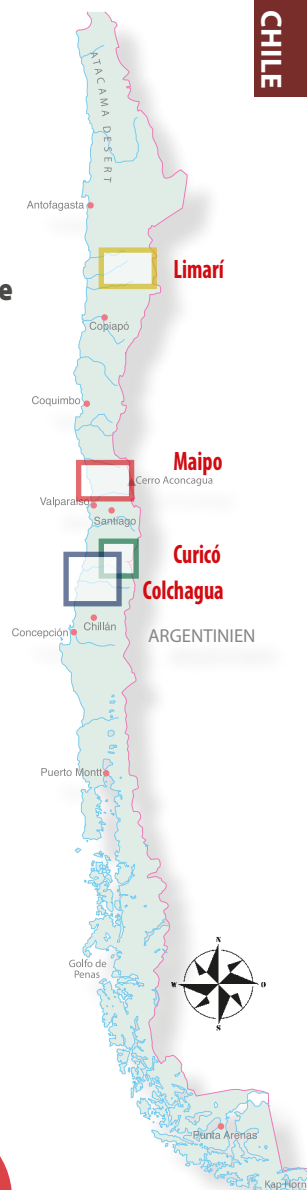 CHILE
ATACAMA DESERT
Antofagasta
Limarí
e
Copiapó
Coquimbo
Maipo
Cerro Aconcagua
Valparaiso
Santiago
Curicó
Colchagua
Chillán
Concepción
ARGENTINIEN
Puerto Montt
N
Golfo de
Penas
W
O
S
Punta Arenas
Kap Horn